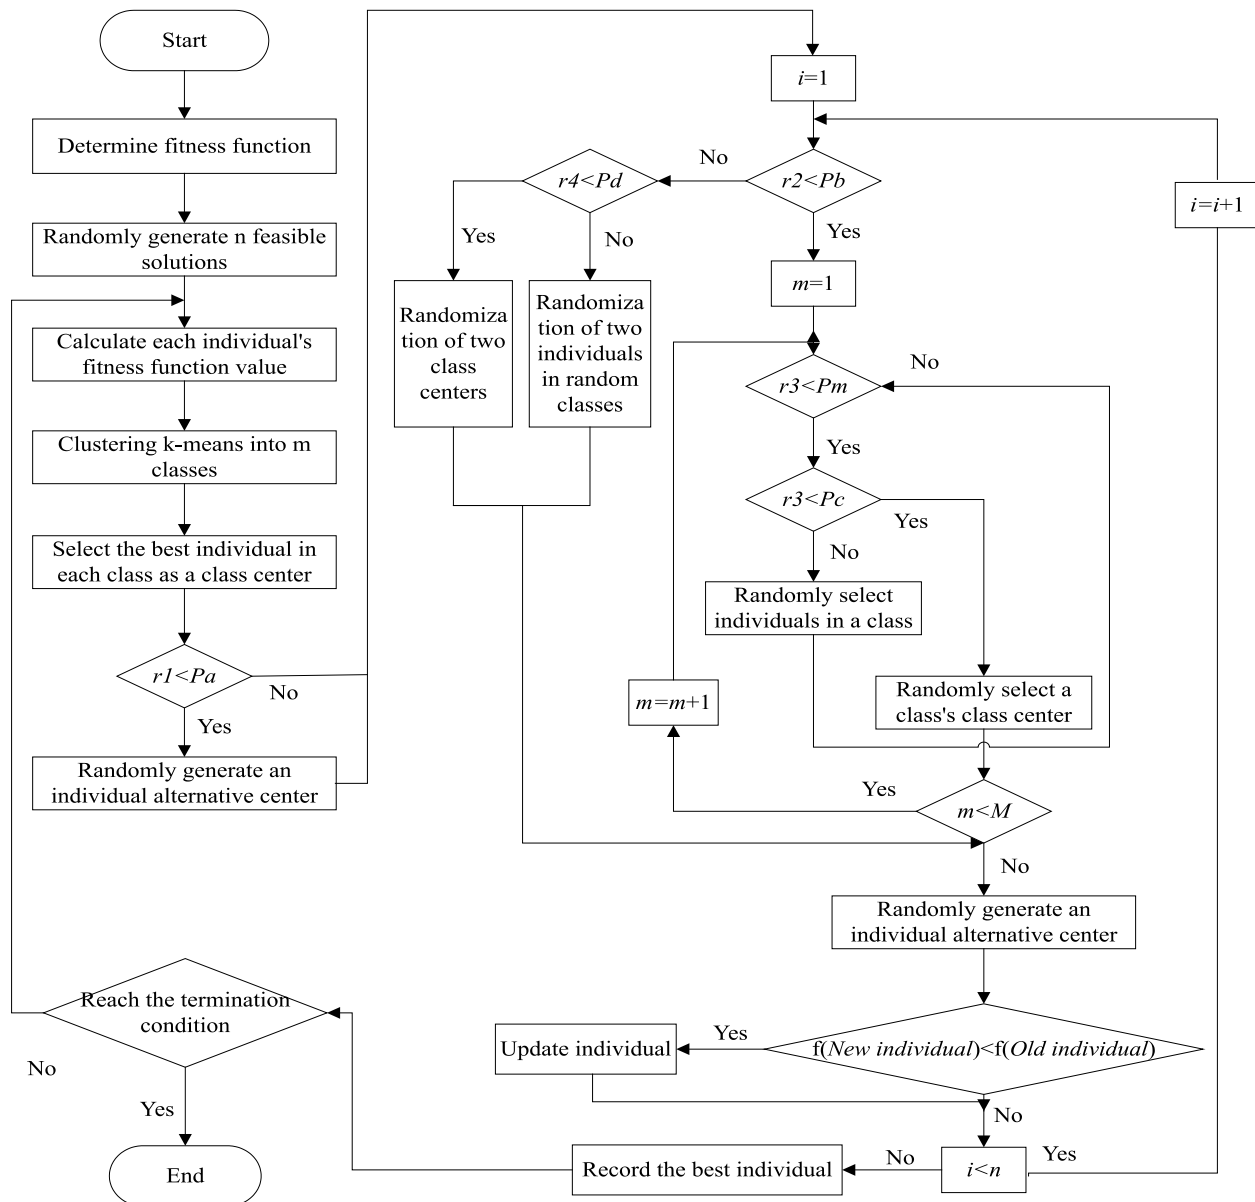 Start
Determine fitness function
Randomly generate n feasible
solutions
Calculate each individual's
fitness function value
Clustering k-means into m
classes
Select the best individual in
each class as a class center
r1<Pa
No
Yes
Randomly generate an
individual alternative center
i=1
r2<Pb
No
Yes
r4<Pd
Yes
No
Randomiza
tion of two
class
centers
Randomiza
tion of two
individuals
in random
classes
m=1
r3<Pm
No
Yes
r3<Pc
Yes
No
Randomly select
individuals in a class
Randomly select a
class's class center
m=m+1
Yes
m<M
No
Randomly generate an
individual alternative center
f(New individual)<f(Old individual)
Yes
Update individual
No
i<n
Yes
i=i+1
No
Record the best individual
Reach the termination
condition
No
Yes
End